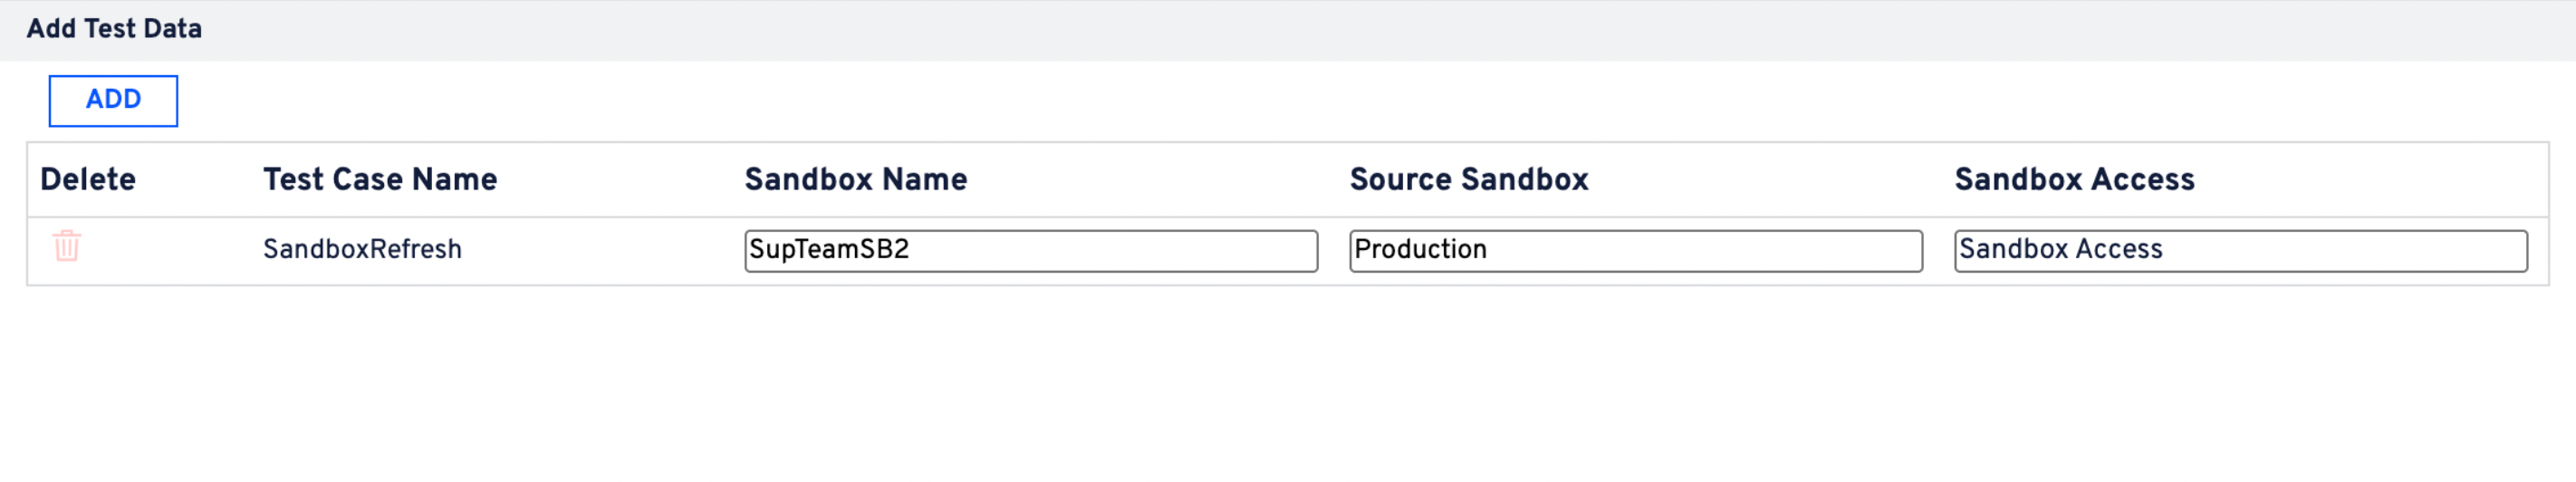 Add Test Data
ADD
Delete Test Case Name Sandbox Name Source Sandbox Sandbox Access
SandboxRefresh SupTeamSB2 Production Sandbox Access